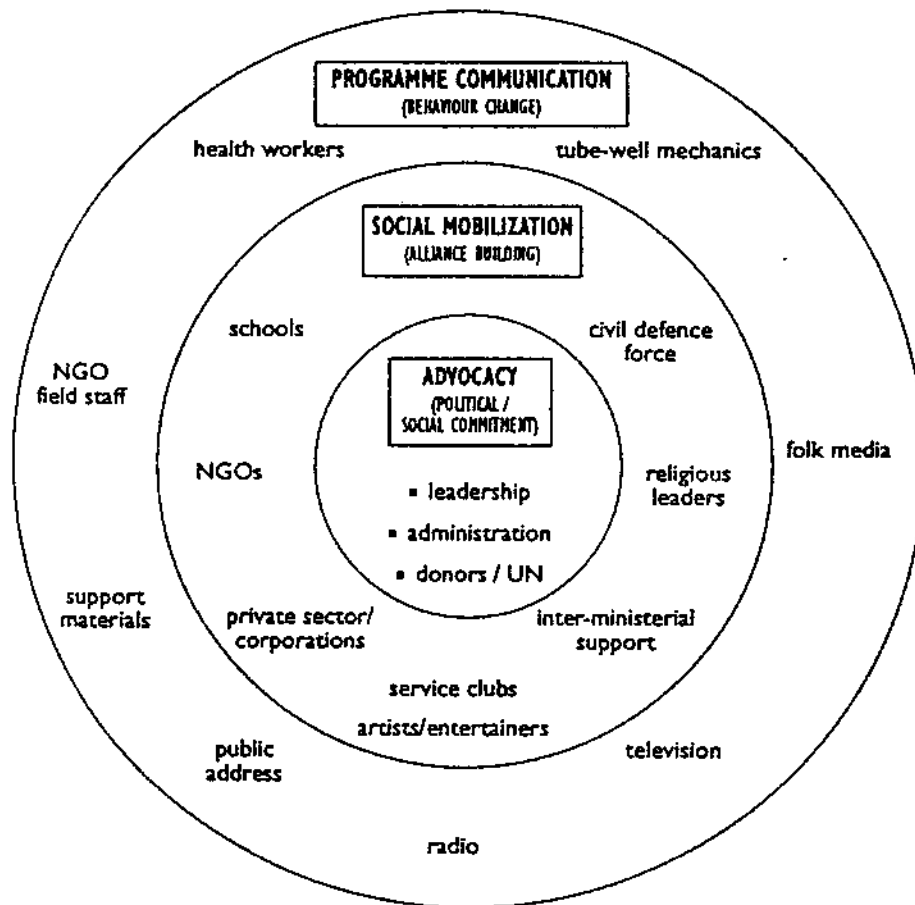 PROGRAMME COMMUNICATION
(BEHAVIOUR CHANGE)
health workers
tube-well mechanics
SOCIAL MOBILIZATION
(ALLIANCE BUILDING)
schools
civil defence
force
NGO
field staff
ADVOCACY
(POLITICAL /
SOCIAL COMMITMENT)
folk media
NGOs
religious
leaders
▪ leadership
▪ administration
▪ donors / UN
support
materials
private sector/
corporations
inter-ministerial
support
service clubs
artists/entertainers
public
address
television
radio